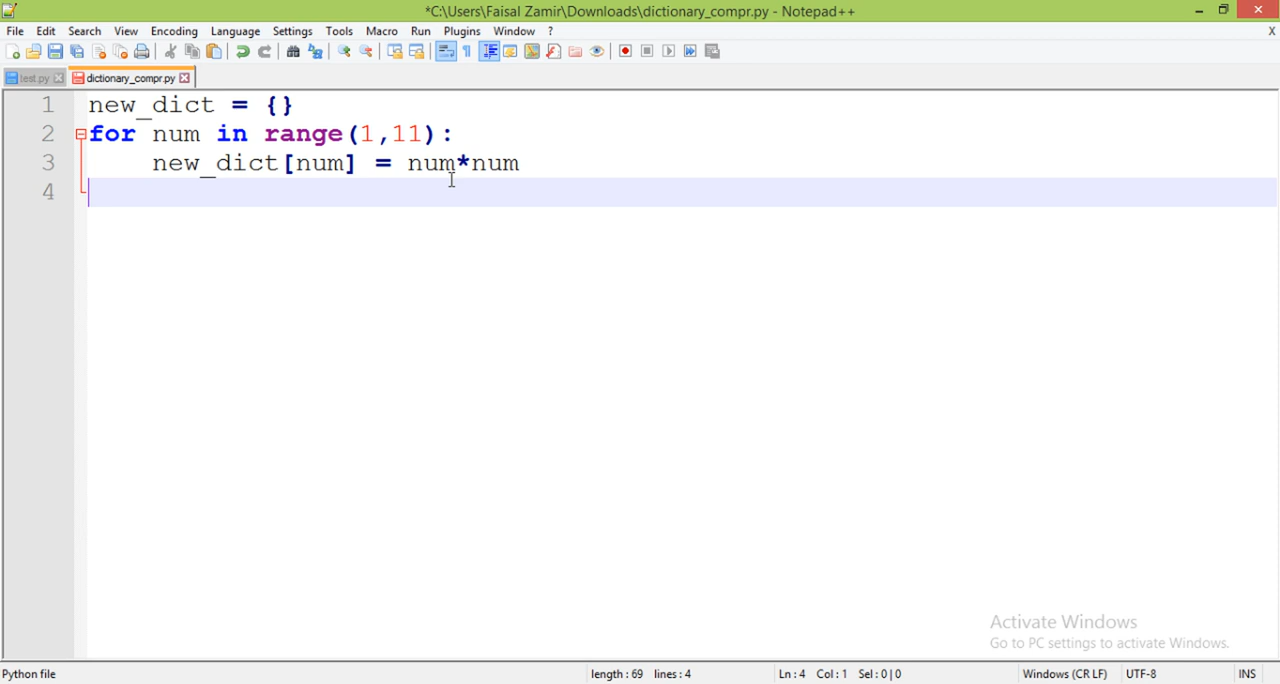 *C:\Users\Faisal Zamir\Downloads\dictionary_compr.py - Notepad++
File Edit Search View Encoding Language Settings Tools Macro Run Plugins Window ? X
test.py dictionary_compr.py
1 new_dict = {}
2 for num in range(1,11):
3     new_dict[num] = num*num
4
Activate Windows
Go to PC settings to activate Windows.
Python file length : 69 lines : 4 Ln : 4 Col : 1 Sel : 0 | 0 Windows (CR LF) UTF-8 INS